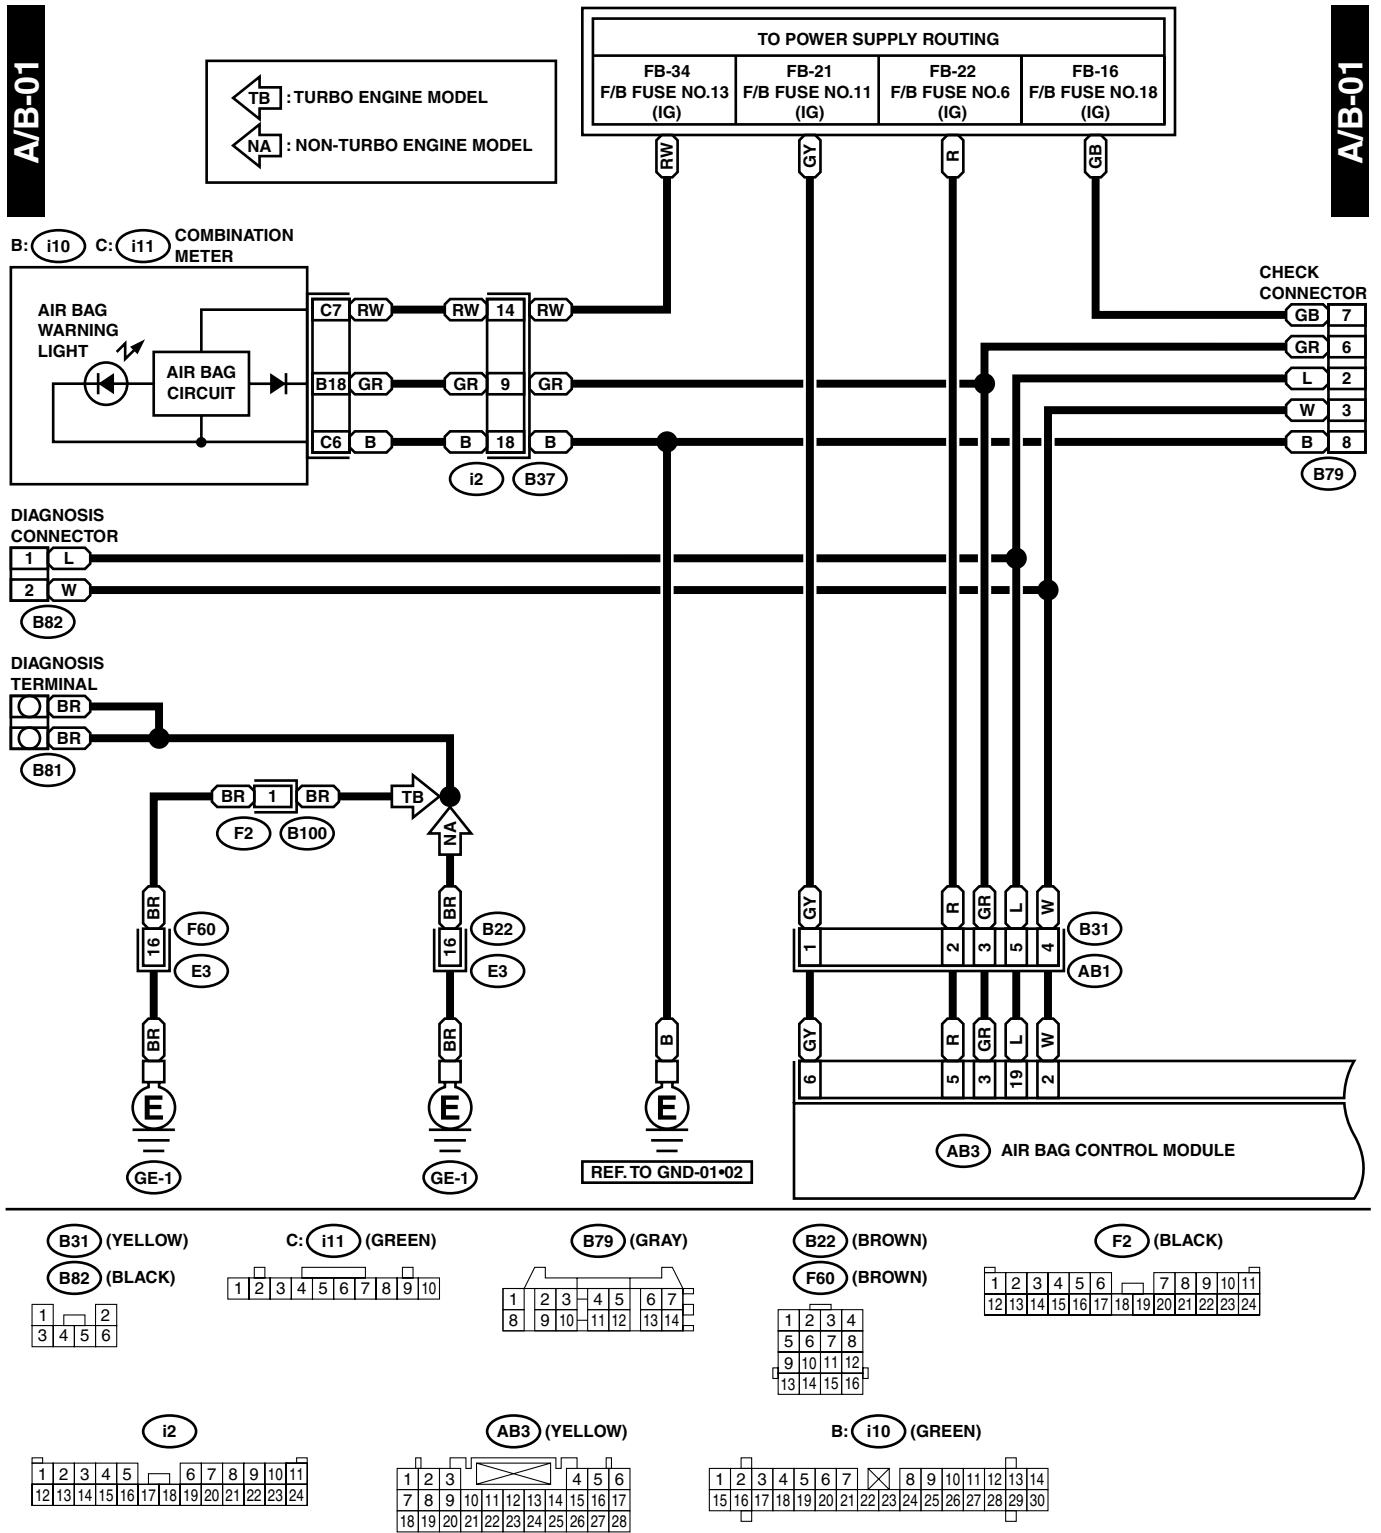 A/B-01
A/B-01
TB : TURBO ENGINE MODEL
NA : NON-TURBO ENGINE MODEL
TO POWER SUPPLY ROUTING
FB-34 F/B FUSE NO.13 (IG)
FB-21 F/B FUSE NO.11 (IG)
FB-22 F/B FUSE NO.6 (IG)
FB-16 F/B FUSE NO.18 (IG)
RW GY R GB
B: i10 C: i11 COMBINATION METER
AIR BAG WARNING LIGHT
AIR BAG CIRCUIT
C7 RW RW 14 RW
B18 GR GR 9 GR
C6 B B 18 B
i2 B37
CHECK CONNECTOR
GB 7
GR 6
L 2
W 3
B 8
B79
DIAGNOSIS CONNECTOR
1 L
2 W
B82
DIAGNOSIS TERMINAL
BR
BR
B81
BR 1 BR TB
F2 B100 NA
BR BR GY R GR L W
16 F60 16 B22 1 2 3 5 4 B31
E3 E3 AB1
BR BR B GY R GR L W
6 5 3 19 2
E E E
GE-1 GE-1 REF. TO GND-01•02
AB3 AIR BAG CONTROL MODULE
B31 (YELLOW)
B82 (BLACK)
1 2
3 4 5 6
C: i11 (GREEN)
1 2 3 4 5 6 7 8 9 10
B79 (GRAY)
1 2 3 4 5 6 7
8 9 10 11 12 13 14
B22 (BROWN)
F60 (BROWN)
1 2 3 4
5 6 7 8
9 10 11 12
13 14 15 16
F2 (BLACK)
1 2 3 4 5 6 7 8 9 10 11
12 13 14 15 16 17 18 19 20 21 22 23 24
i2
1 2 3 4 5 6 7 8 9 10 11
12 13 14 15 16 17 18 19 20 21 22 23 24
AB3 (YELLOW)
1 2 3 4 5 6
7 8 9 10 11 12 13 14 15 16 17
18 19 20 21 22 23 24 25 26 27 28
B: i10 (GREEN)
1 2 3 4 5 6 7 8 9 10 11 12 13 14
15 16 17 18 19 20 21 22 23 24 25 26 27 28 29 30